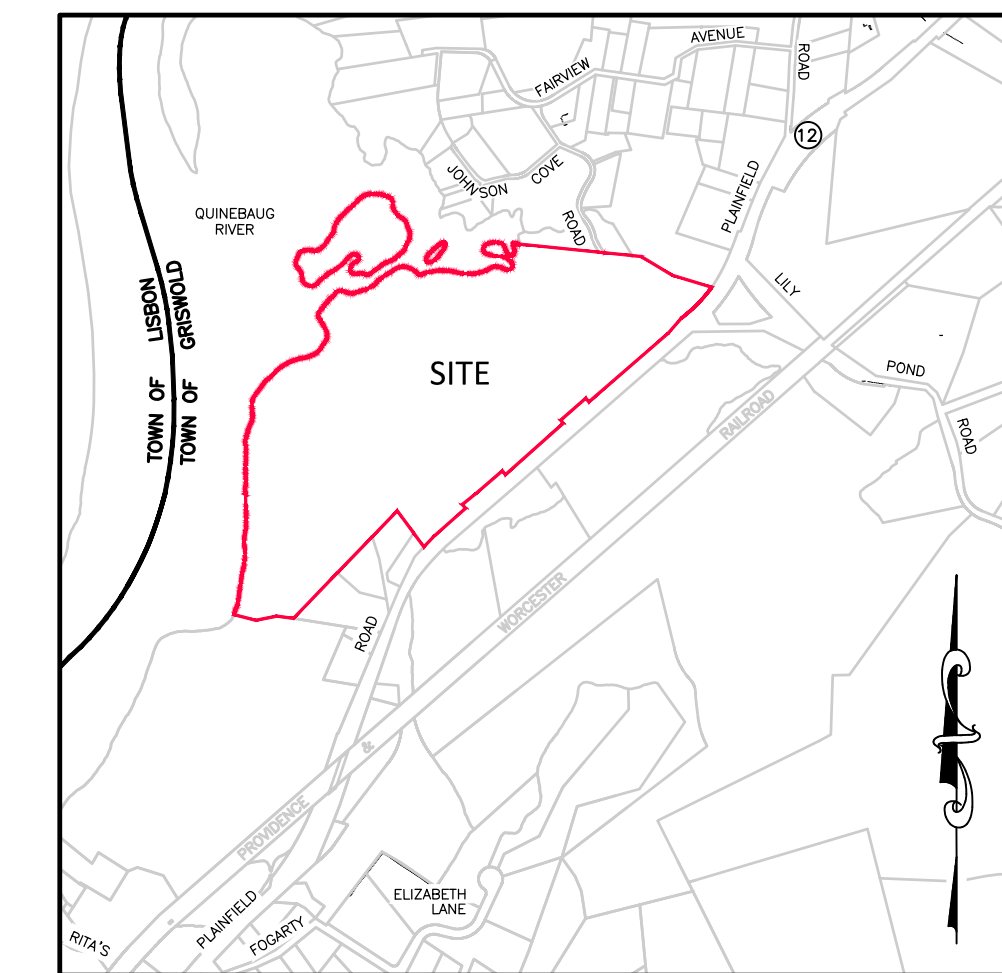 AVENUE
ROAD
FAIRVIEW
12
JOHNSON
COVE
ROAD
PLAINFIELD
QUINEBAUG
RIVER
LILY
TOWN OF LISBON
TOWN OF GRISWOLD
SITE
POND
ROAD
RAILROAD
WORCESTER
ROAD
&
PROVIDENCE
PLAINFIELD
FOGARTY
ELIZABETH
LANE
RITA'S